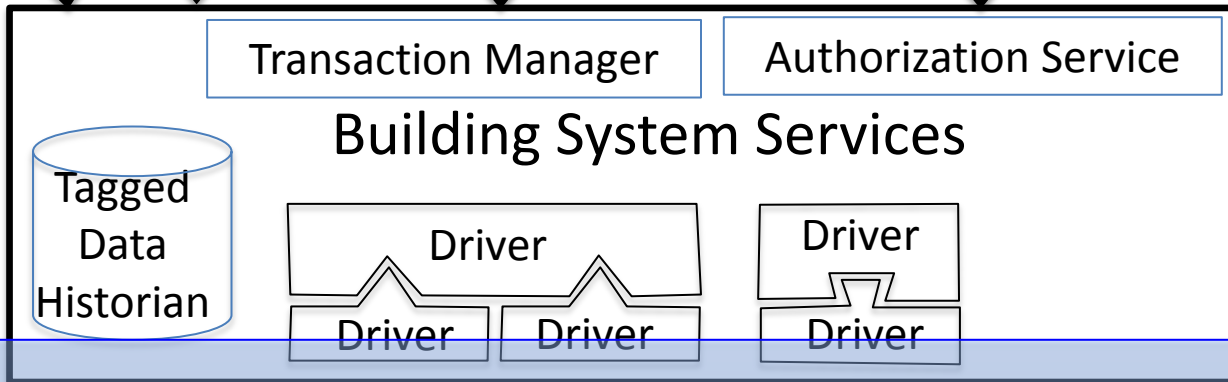 Transaction Manager
Authorization Service
Building System Services
Tagged
Data
Historian
Driver
Driver
Driver
Driver
Driver